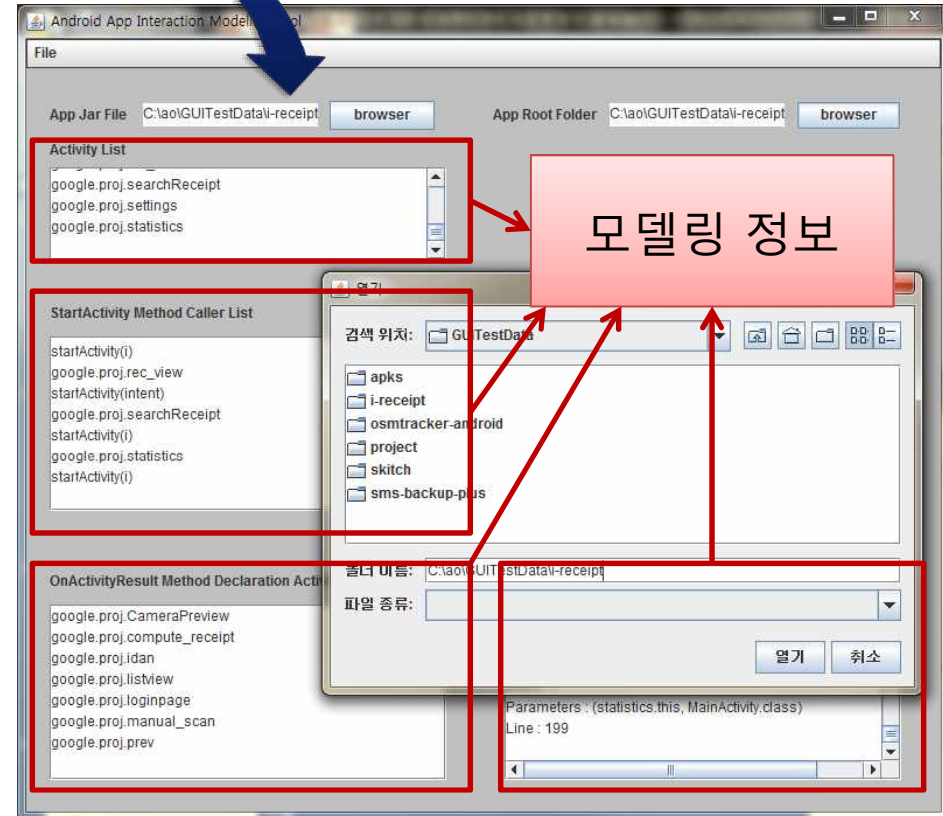 Android App Interaction Modeli
File
App Jar File C:\ao\GUITestData\i-receipt browser App Root Folder C:\ao\GUITestData\i-receipt browser
Activity List
google.proj.searchReceipt
google.proj.settings
google.proj.statistics
모델링 정보
StartActivity Method Caller List
startActivity(i)
google.proj.rec_view
startActivity(intent)
google.proj.searchReceipt
startActivity(i)
google.proj.statistics
startActivity(i)
열기
검색 위치: GUITestData
apks
i-receipt
osmtracker-android
project
skitch
sms-backup-plus
폴더 이름: C:\ao\GUITestData\i-receipt
파일 종류:
열기 취소
OnActivityResult Method Declaration Acti
google.proj.CameraPreview
google.proj.compute_receipt
google.proj.idan
google.proj.listview
google.proj.loginpage
google.proj.manual_scan
google.proj.prev
Parameters : (statistics.this, MainActivity.class)
Line : 199